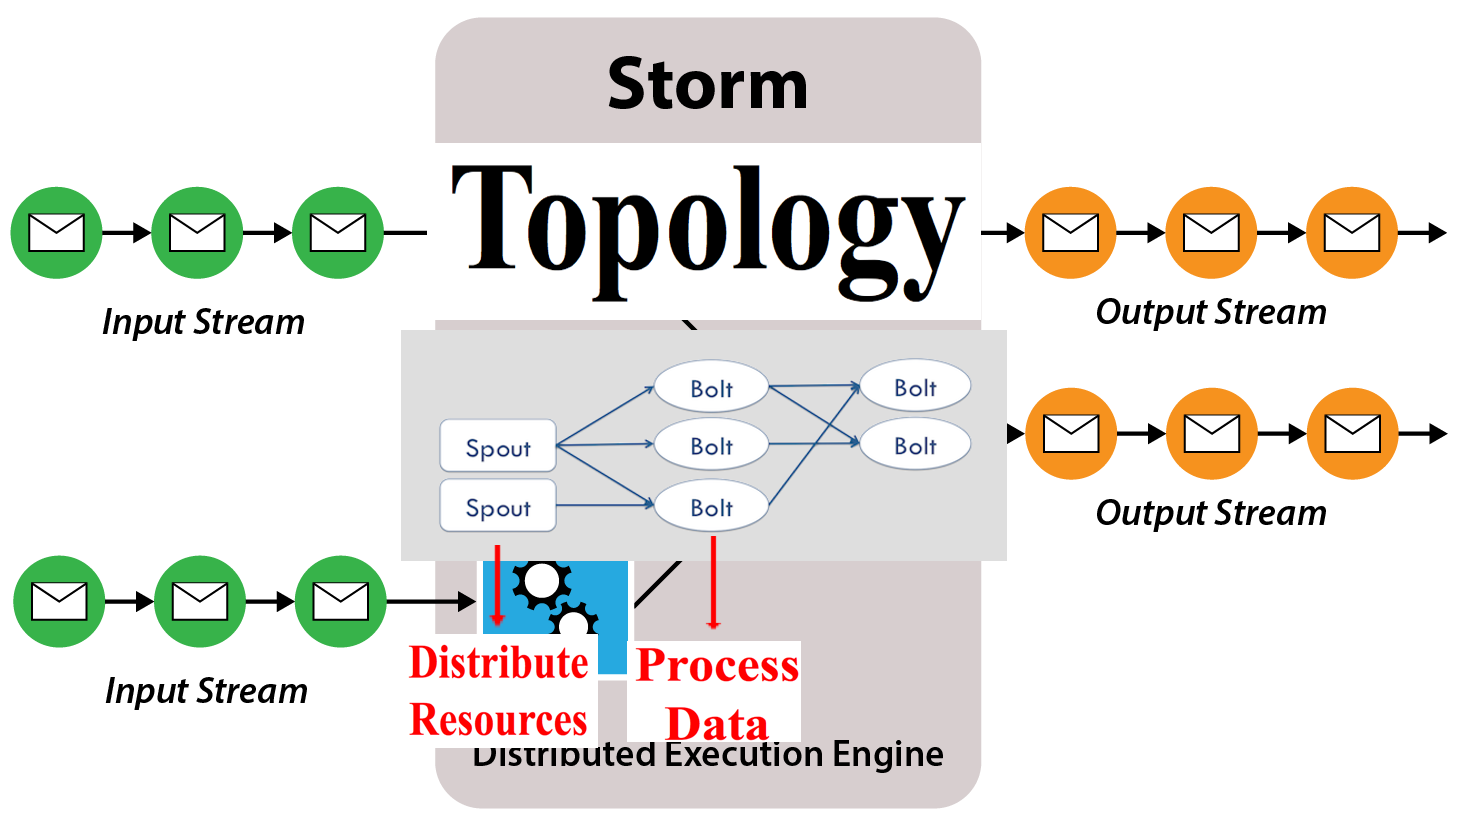 Storm
Topology
Input Stream
Output Stream
Bolt
Bolt
Spout
Bolt
Bolt
Spout
Bolt
Output Stream
Input Stream
Distribute
Resources
Process
Data
Distributed Execution Engine